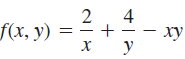 f(x, y) = 2/x + 4/y − xy